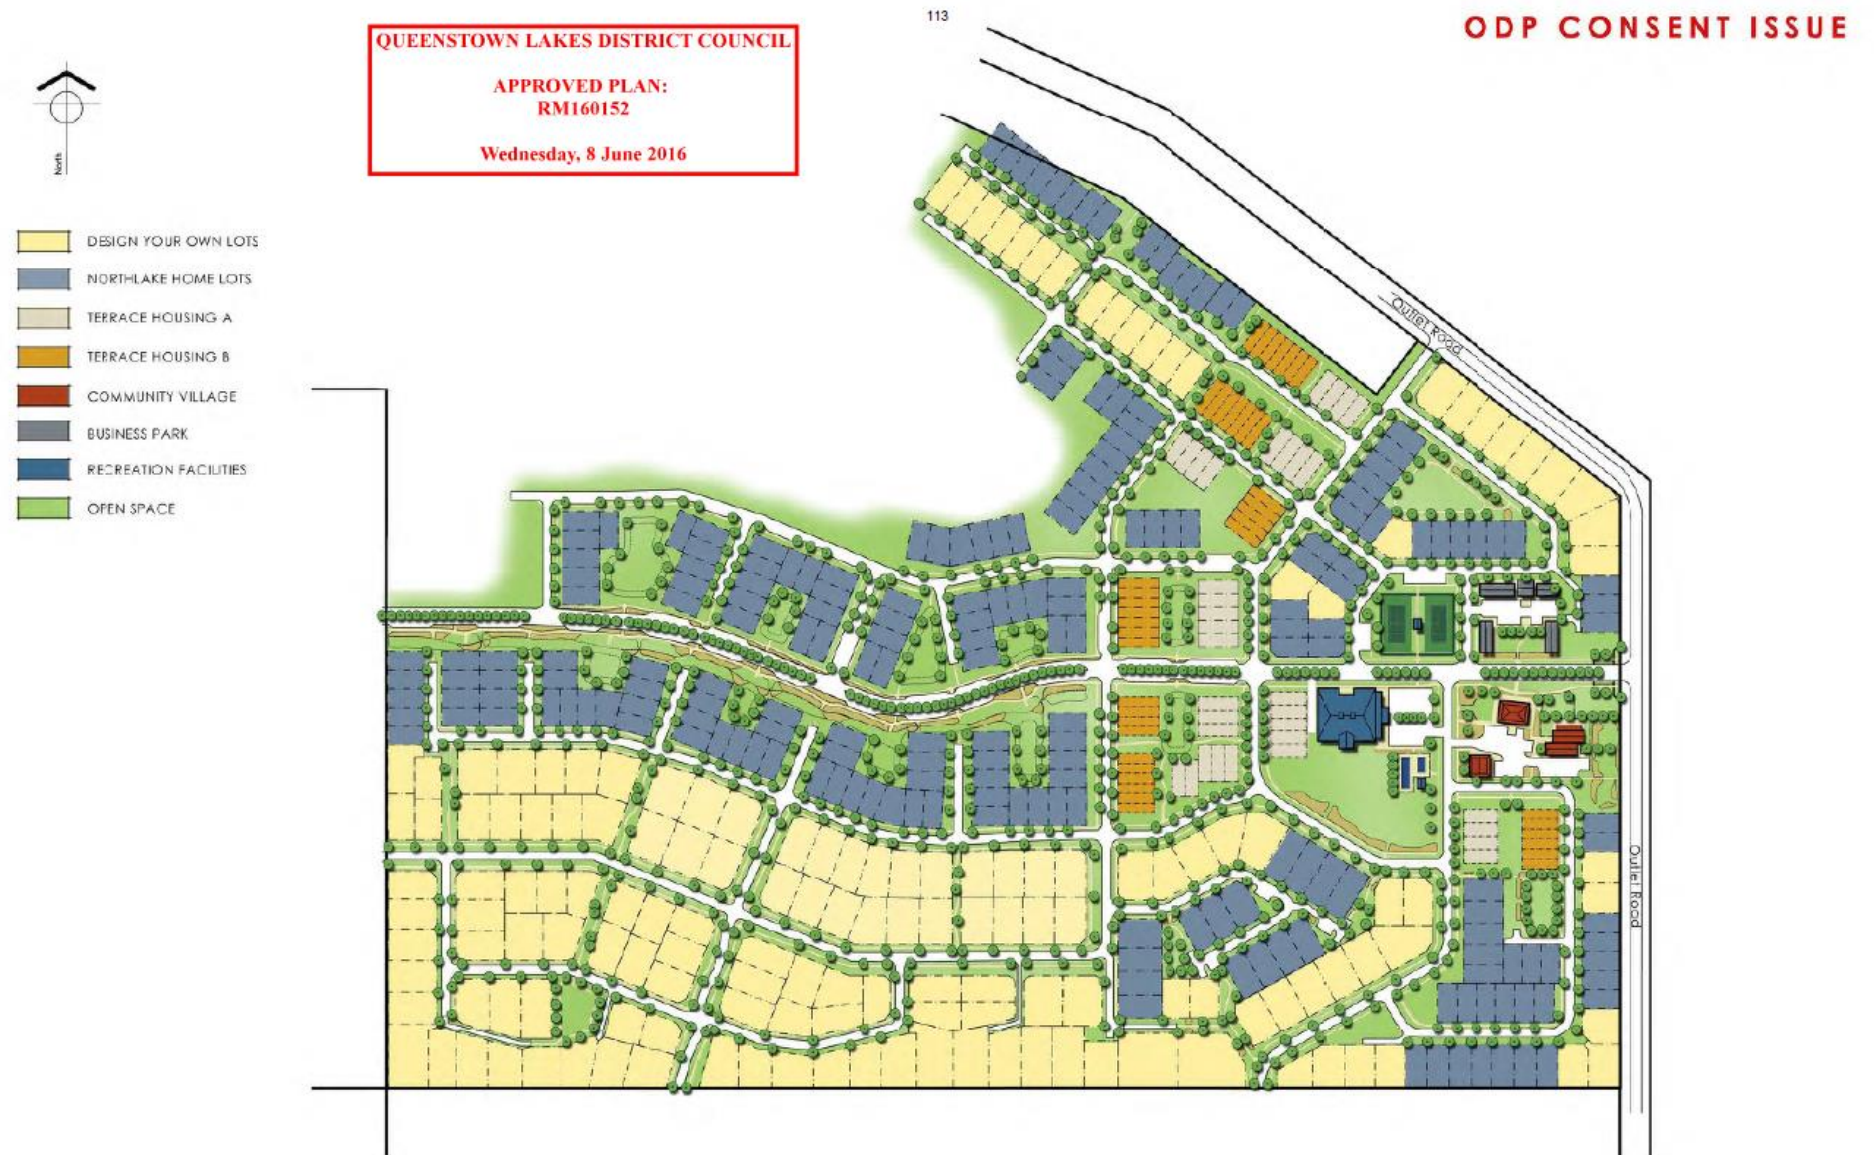 113
ODP CONSENT ISSUE
QUEENSTOWN LAKES DISTRICT COUNCIL
APPROVED PLAN:
RM160152
Wednesday, 8 June 2016
North
DESIGN YOUR OWN LOTS
NORTHLAKE HOME LOTS
TERRACE HOUSING A
TERRACE HOUSING B
COMMUNITY VILLAGE
BUSINESS PARK
RECREATION FACILITIES
OPEN SPACE
Outlet Road
Outlet Road